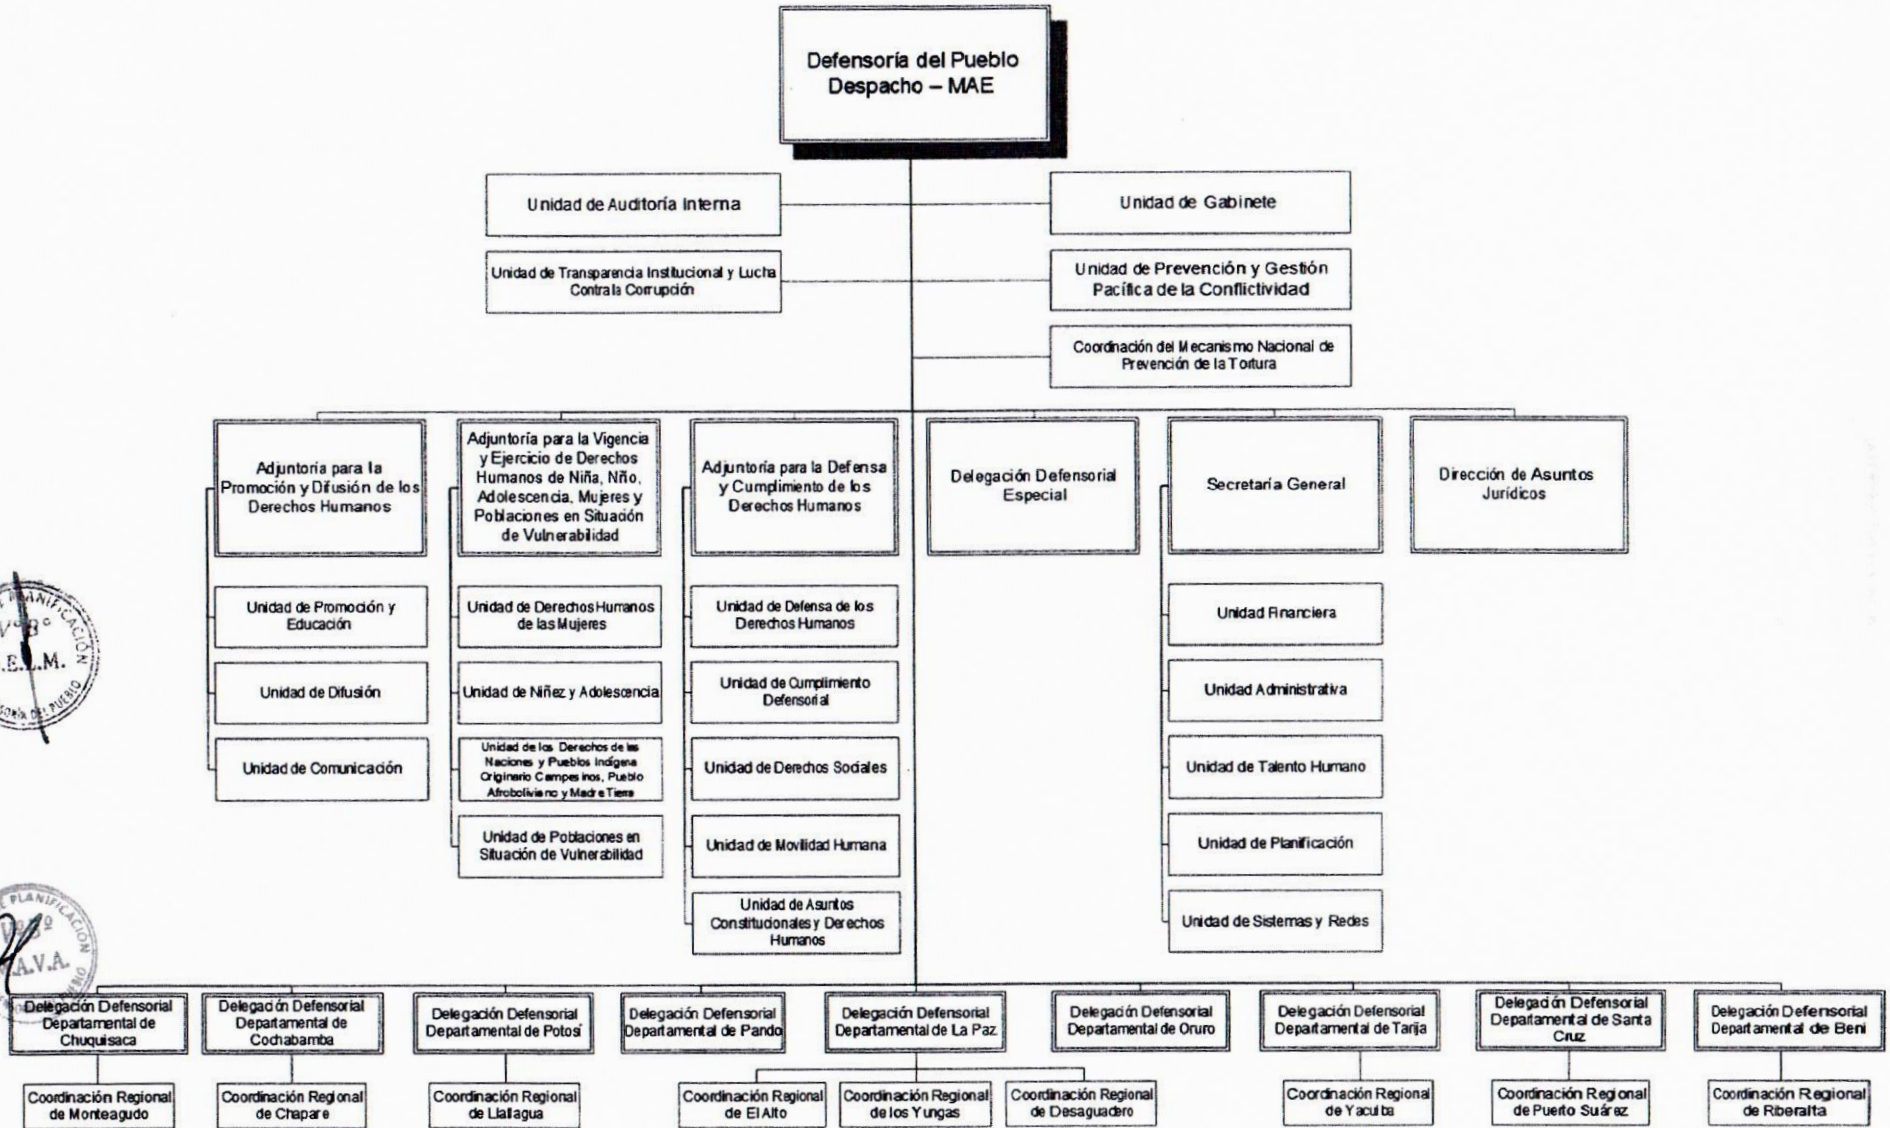 Defensoría del Pueblo
Despacho – MAE
Unidad de Auditoría Interna
Unidad de Gabinete
Unidad de Transparencia Institucional y Lucha
Contra la Corrupción
Unidad de Prevención y Gestión
Pacífica de la Conflictividad
Coordinación del Mecanismo Nacional de
Prevención de la Tortura
Adjuntoría para la
Promoción y Difusión de los
Derechos Humanos
Adjuntoría para la Vigencia
y Ejercicio de Derechos
Humanos de Niña, Nño,
Adolescencia, Mujeres y
Poblaciones en Situación
de Vulnerabilidad
Adjuntoría para la Defensa
y Cumplimiento de los
Derechos Humanos
Delegación Defensorial
Especial
Secretaría General
Dirección de Asuntos
Jurídicos
Unidad de Promoción y
Educación
Unidad de Difusión
Unidad de Comunicación
Unidad de Derechos Humanos
de las Mujeres
Unidad de Niñez y Adolescencia
Unidad de los Derechos de las
Naciones y Pueblos Indígena
Originario Campesinos, Pueblo
Afroboliviano y Madre Tierra
Unidad de Poblaciones en
Situación de Vulnerabilidad
Unidad de Defensa de los
Derechos Humanos
Unidad de Cumplimiento
Defensorial
Unidad de Derechos Sociales
Unidad de Movilidad Humana
Unidad de Asuntos
Constitucionales y Derechos
Humanos
Unidad Financiera
Unidad Administrativa
Unidad de Talento Humano
Unidad de Planificación
Unidad de Sistemas y Redes
PLANIFICACIÓN
V°B°
.E.L.M.
DEL PUEBLO
PLANIFICACIÓN
V°B°
.A.V.A.
Delegación Defensorial
Departamental de
Chuquisaca
Delegación Defensorial
Departamental de
Cochabamba
Delegación Defensorial
Departamental de Potosí
Delegación Defensorial
Departamental de Pando
Delegación Defensorial
Departamental de La Paz
Delegación Defensorial
Departamental de Oruro
Delegación Defensorial
Departamental de Tarija
Delegación Defensorial
Departamental de Santa
Cruz
Delegación Defensorial
Departamental de Beni
Coordinación Regional
de Monteagudo
Coordinación Regional
de Chapare
Coordinación Regional
de Llallagua
Coordinación Regional
de El Alto
Coordinación Regional
de los Yungas
Coordinación Regional
de Desaguadero
Coordinación Regional
de Yacuiba
Coordinación Regional
de Puerto Suárez
Coordinación Regional
de Riberalta